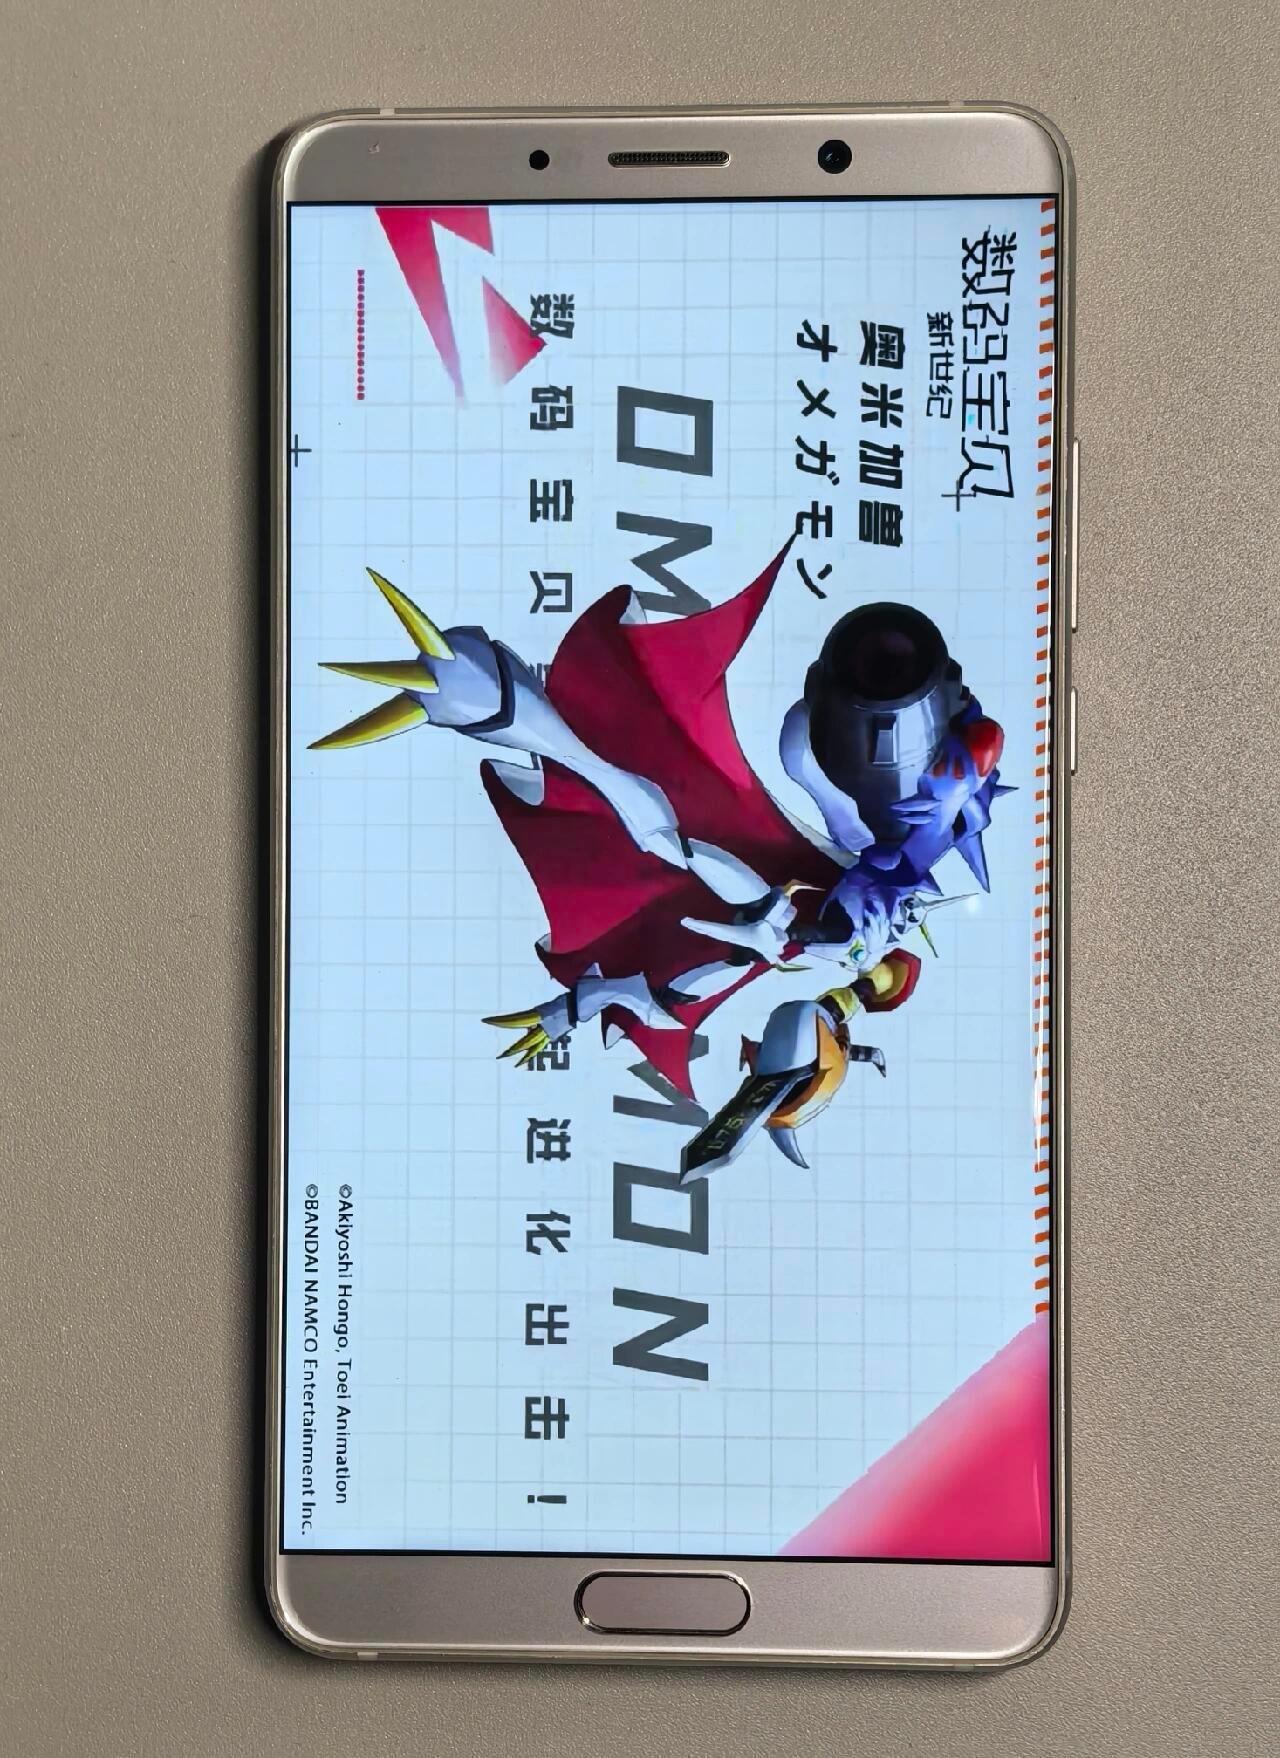 数码宝贝
新世纪
奥米加兽
オメガモン
OM MON
数码宝贝 起进化出击！
©Akiyoshi Hongo, Toei Animation
©BANDAI NAMCO Entertainment Inc.